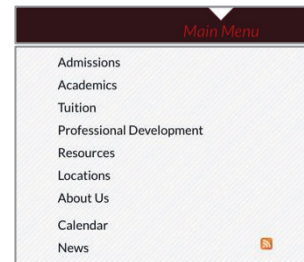 Main Menu
Admissions
Academics
Tuition
Professional Development
Resources
Locations
About Us
Calendar
News